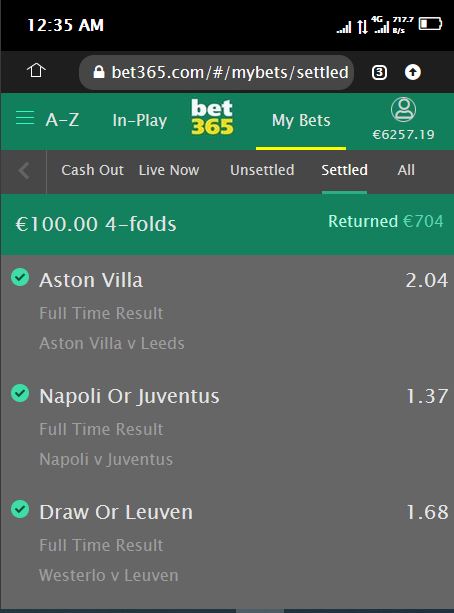 12:35 AM
4G 717.7 B/s
bet365.com/#/mybets/settled 3
A-Z In-Play bet365 My Bets
€6257.19
Cash Out Live Now Unsettled Settled All
€100.00 4-folds Returned €704
Aston Villa 2.04
Full Time Result
Aston Villa v Leeds
Napoli Or Juventus 1.37
Full Time Result
Napoli v Juventus
Draw Or Leuven 1.68
Full Time Result
Westerlo v Leuven